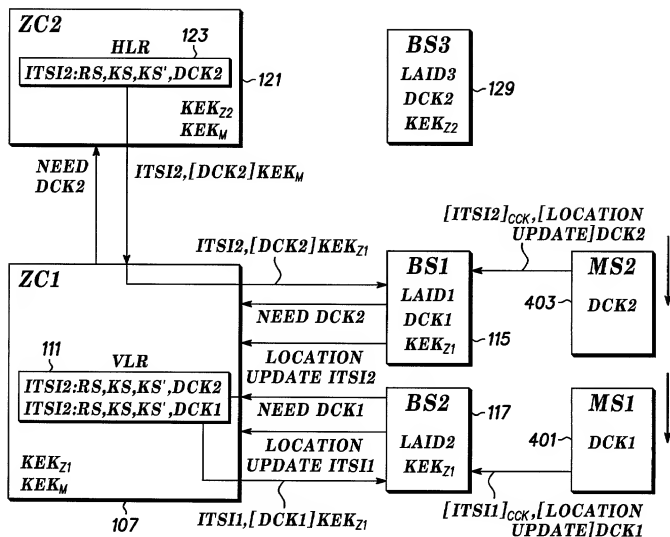 ZC2
HLR
123
ITSI2:RS,KS,KS',DCK2
121
KEKZ2
KEKM
BS3
LAID3
DCK2
KEKZ2
129
NEED
DCK2
ITSI2,[DCK2]KEKM
[ITSI2]CCK,[LOCATION
UPDATE]DCK2
ITSI2,[DCK2]KEKZ1
ZC1
BS1
LAID1
DCK1
KEKZ1
115
MS2
DCK2
403
NEED DCK2
LOCATION
UPDATE ITSI2
111
VLR
ITSI2:RS,KS,KS',DCK2
ITSI2:RS,KS,KS',DCK1
NEED DCK1
LOCATION
UPDATE ITSI1
BS2
LAID2
KEKZ1
117
MS1
DCK1
401
KEKZ1
KEKM
107
ITSI1,[DCK1]KEKZ1
[ITSI1]CCK,[LOCATION
UPDATE]DCK1